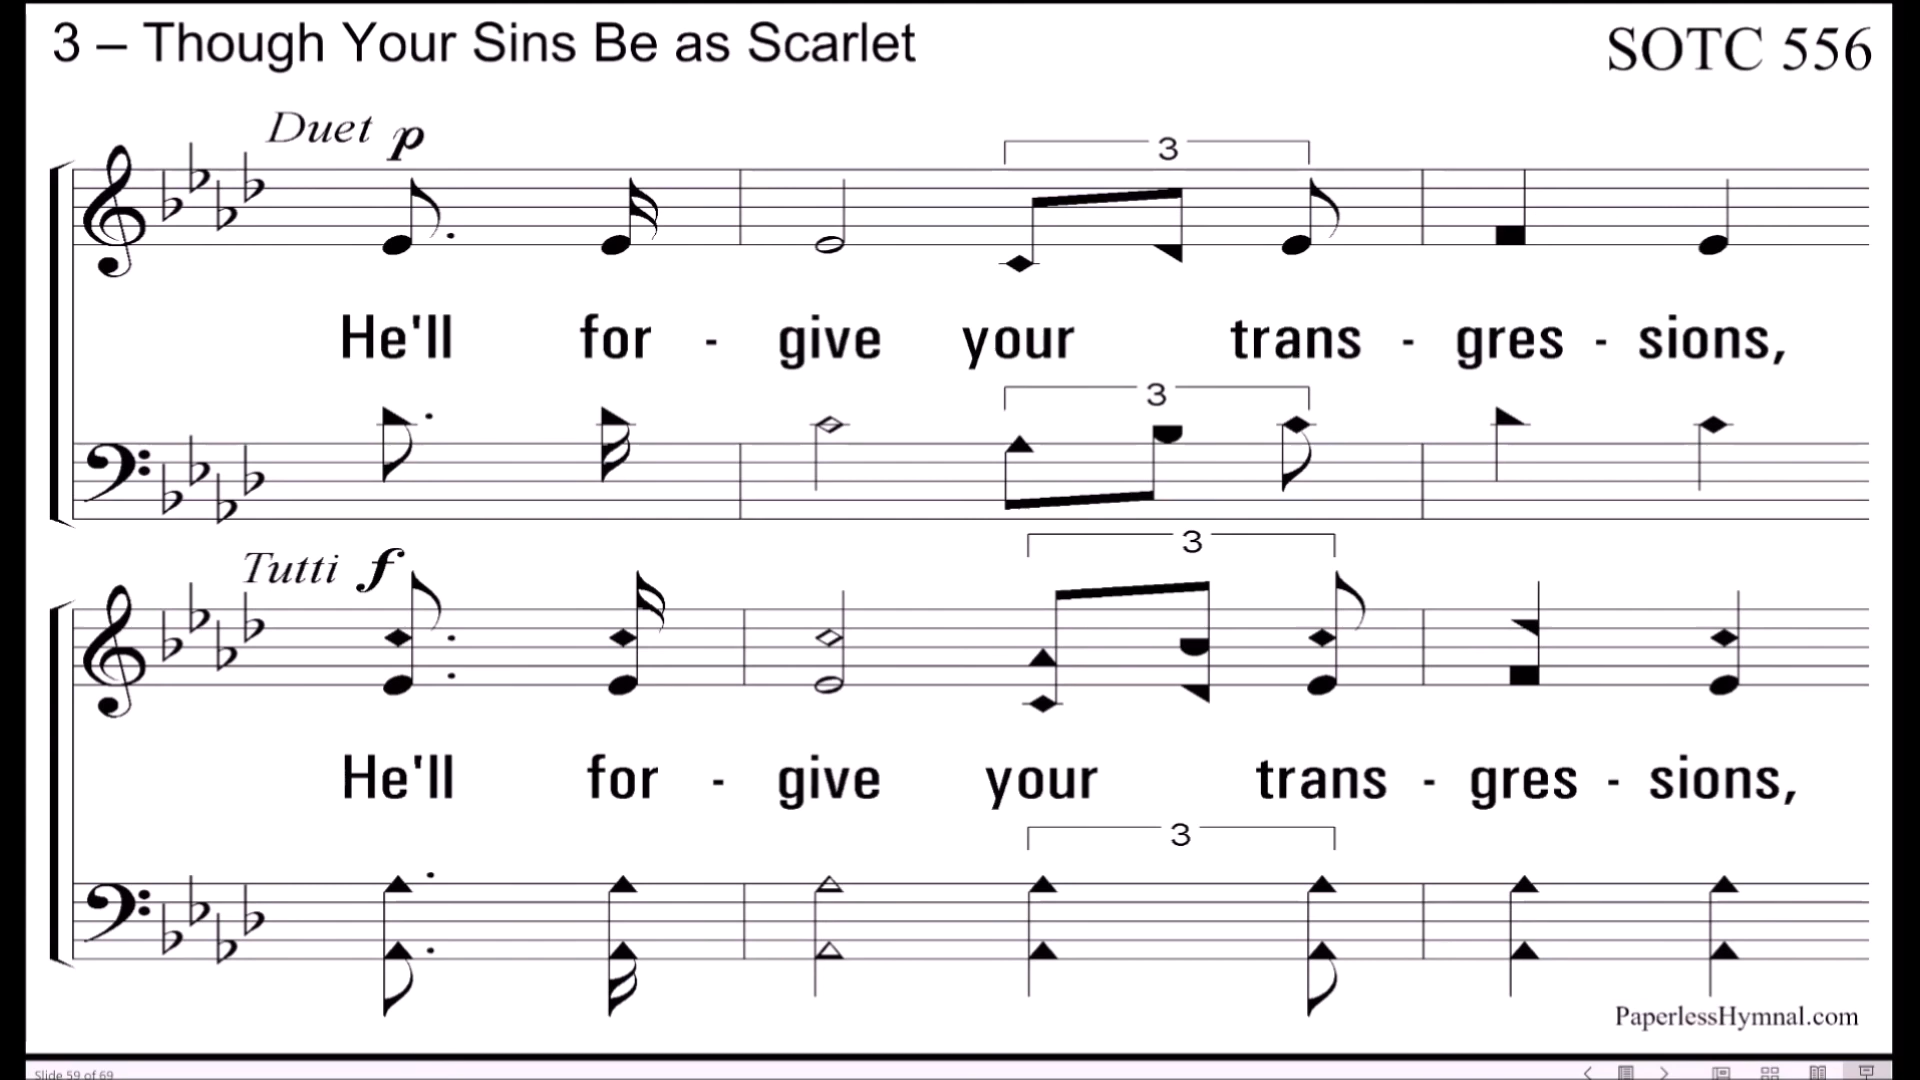 3 – Though Your Sins Be as Scarlet
SOTC 556
Duet p
3
He'll for - give your trans - gres - sions,
3
Tutti f
3
He'll for - give your trans - gres - sions,
3
PaperlessHymnal.com
Slide 59 of 69